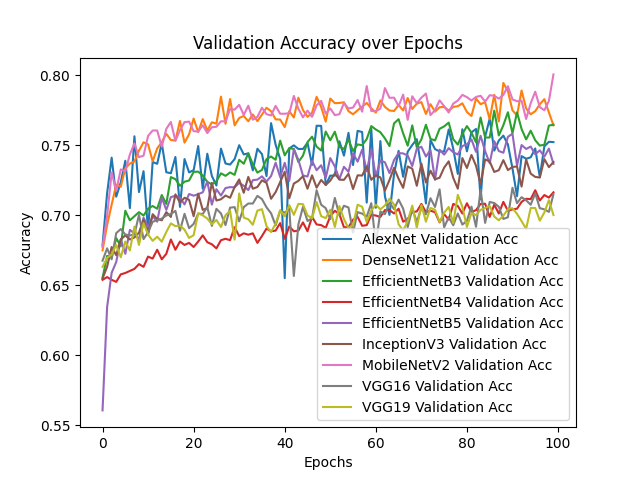 Validation Accuracy over Epochs
Accuracy
0.80
0.75
0.70
0.65
0.60
0.55
AlexNet Validation Acc
DenseNet121 Validation Acc
EfficientNetB3 Validation Acc
EfficientNetB4 Validation Acc
EfficientNetB5 Validation Acc
InceptionV3 Validation Acc
MobileNetV2 Validation Acc
VGG16 Validation Acc
VGG19 Validation Acc
0 20 40 60 80 100
Epochs